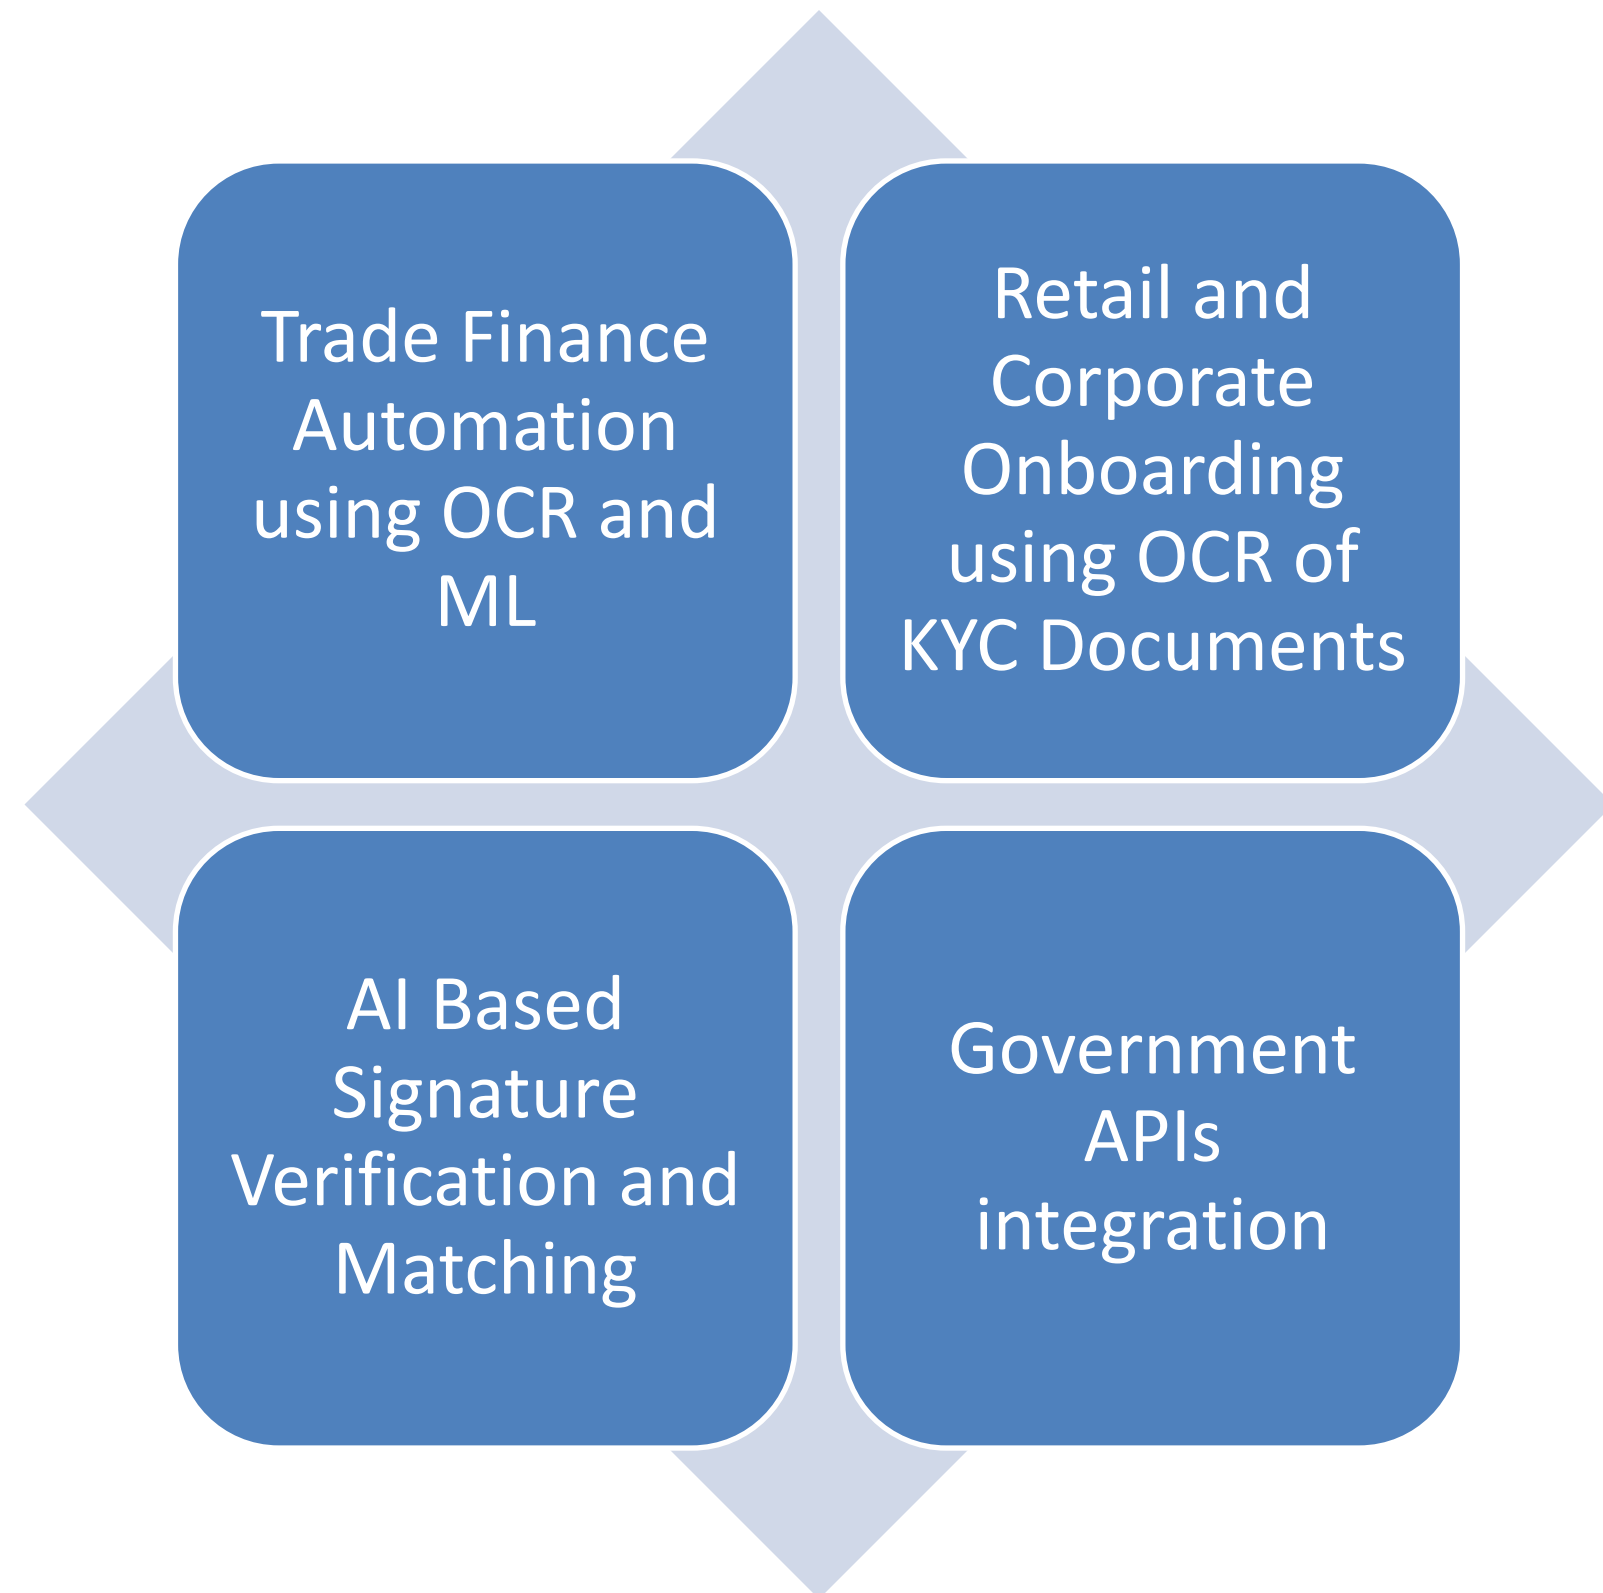 Trade Finance
Automation
using OCR and
ML
Retail and
Corporate
Onboarding
using OCR of
KYC Documents
AI Based
Signature
Verification and
Matching
Government
APIs
integration